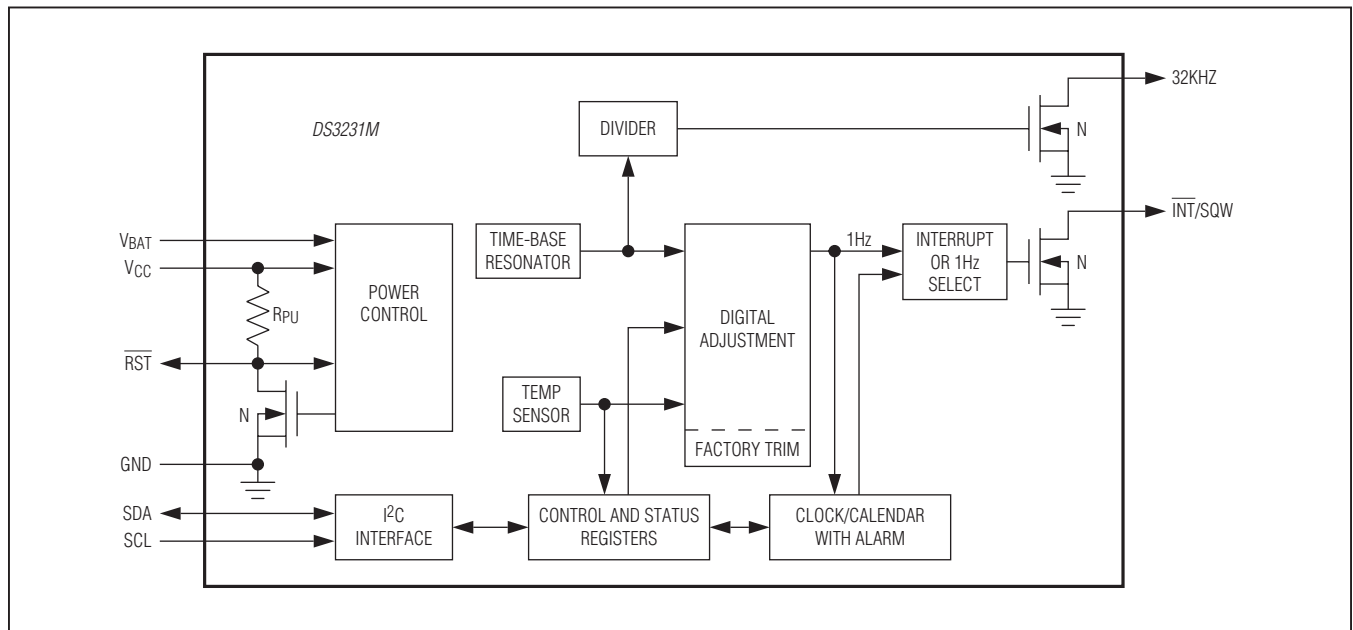 DS3231M
DIVIDER
32KHZ
N
INT/SQW
N
VBAT
VCC
RPU
RST
N
GND
SDA
SCL
POWER
CONTROL
TIME-BASE
RESONATOR
TEMP
SENSOR
DIGITAL
ADJUSTMENT
FACTORY TRIM
1Hz
INTERRUPT
OR 1Hz
SELECT
I2C
INTERFACE
CONTROL AND STATUS
REGISTERS
CLOCK/CALENDAR
WITH ALARM